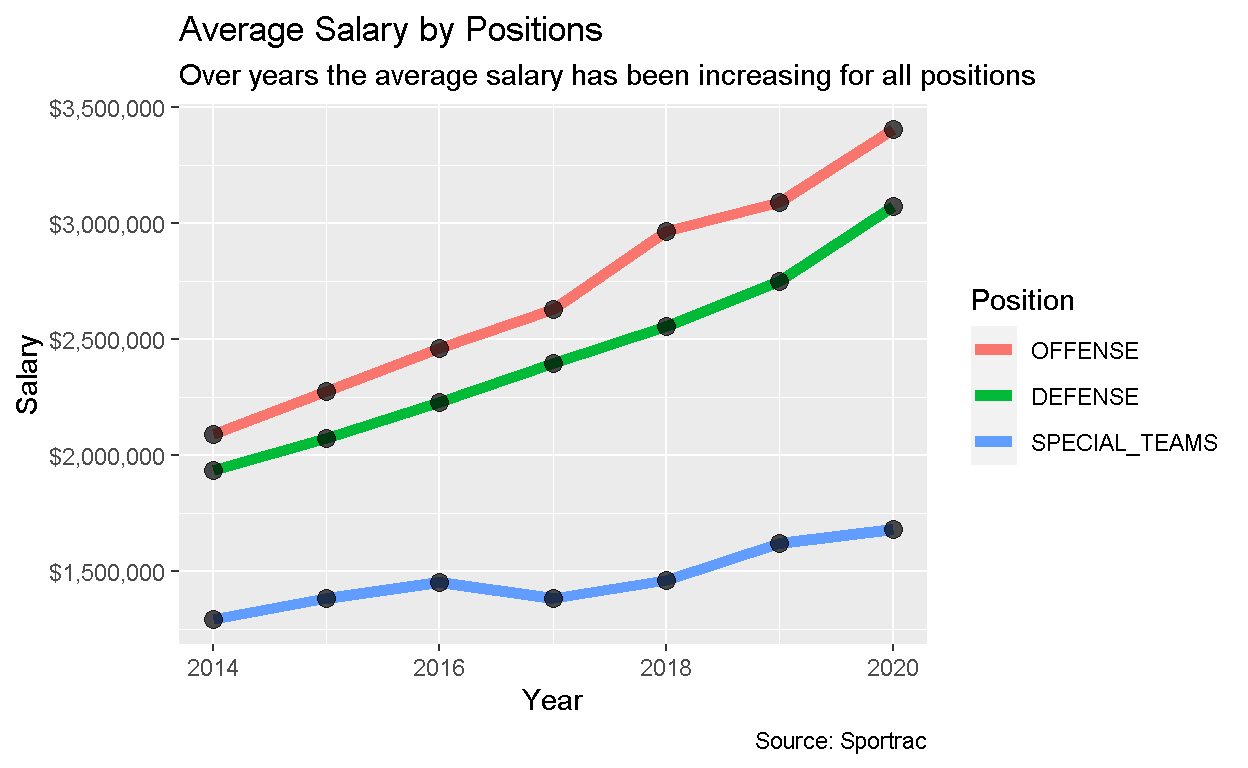 Average Salary by Positions
Over years the average salary has been increasing for all positions
$3,500,000
$3,000,000
$2,500,000
$2,000,000
$1,500,000
Salary
2014
2016
2018
2020
Year
Position
OFFENSE
DEFENSE
SPECIAL_TEAMS
Source: Sportrac